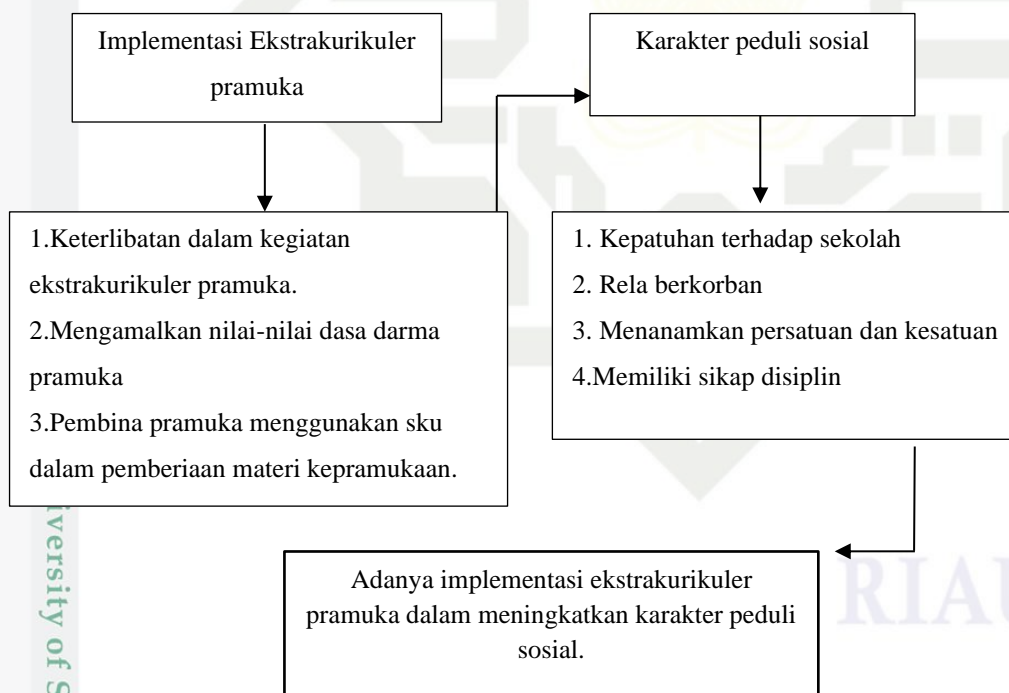 Implementasi Ekstrakurikuler
pramuka
Karakter peduli sosial
1.Keterlibatan dalam kegiatan
ekstrakurikuler pramuka.
2.Mengamalkan nilai-nilai dasa darma
pramuka
3.Pembina pramuka menggunakan sku
dalam pemberiaan materi kepramukaan.
1. Kepatuhan terhadap sekolah
2. Rela berkorban
3. Menanamkan persatuan dan kesatuan
4.Memiliki sikap disiplin
Adanya implementasi ekstrakurikuler
pramuka dalam meningkatkan karakter peduli
sosial.
of
RIAU